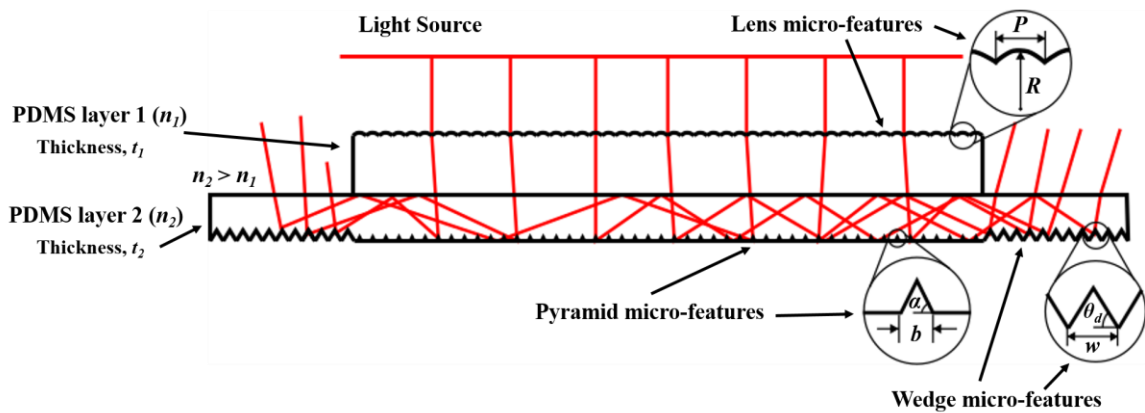 Light Source
Lens micro-features
P
R
PDMS layer 1 (n₁)
Thickness, t₁
n₂ > n₁
PDMS layer 2 (n₂)
Thickness, t₂
Pyramid micro-features
α
b
θd
w
Wedge micro-features